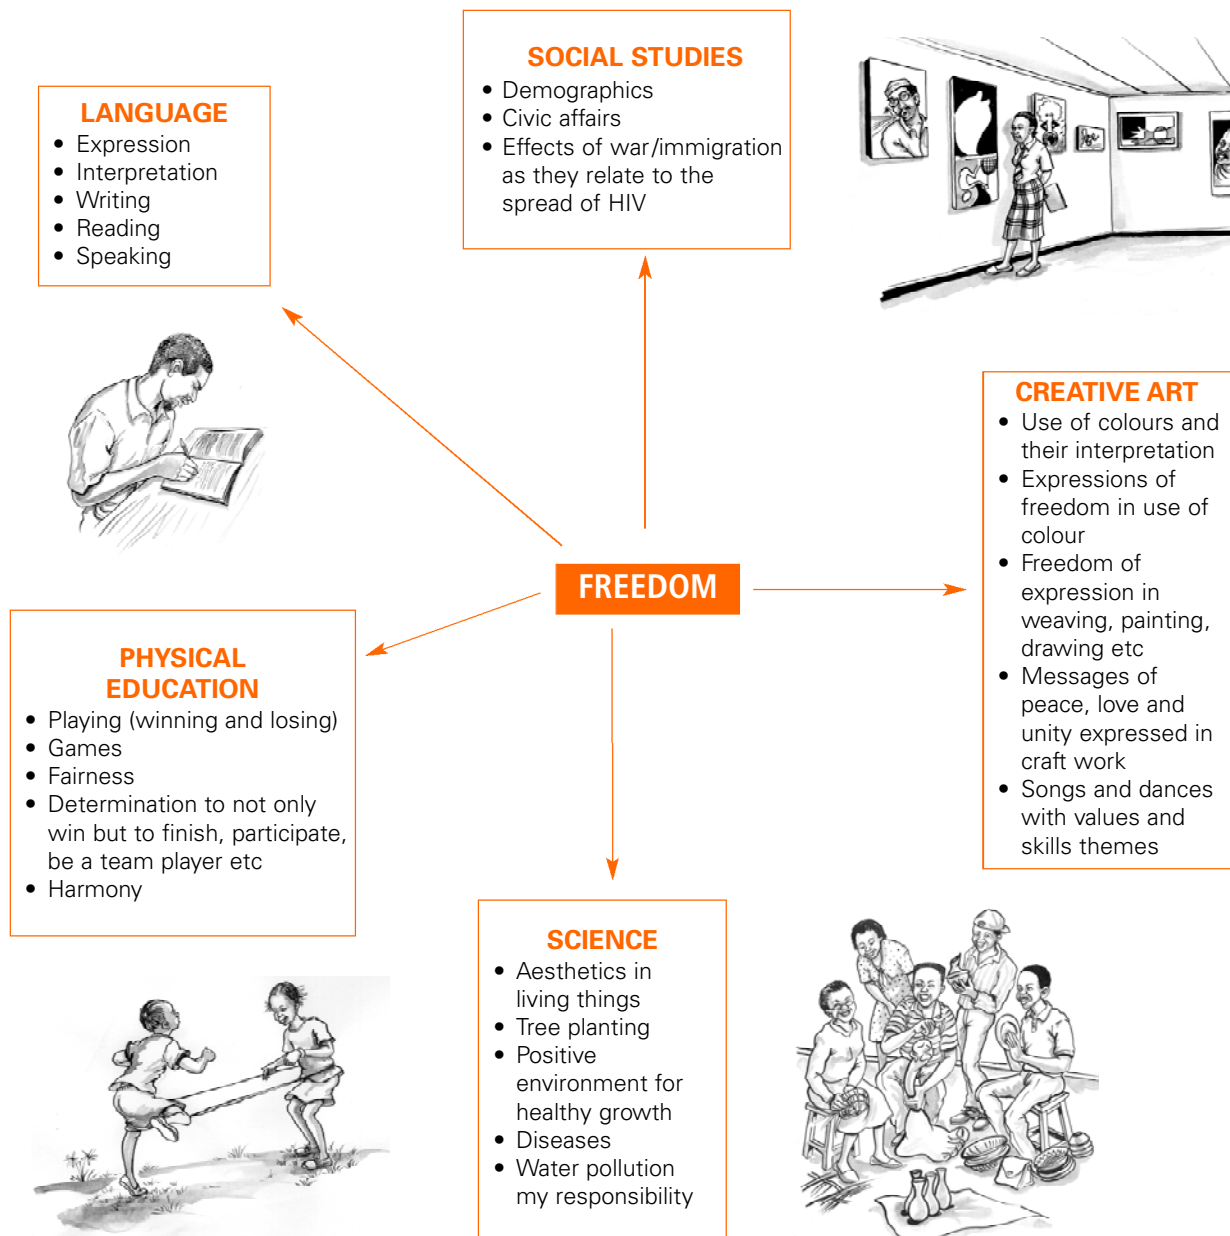 SOCIAL STUDIES
• Demographics
• Civic affairs
• Effects of war/immigration
as they relate to the
spread of HIV
LANGUAGE
• Expression
• Interpretation
• Writing
• Reading
• Speaking
CREATIVE ART
• Use of colours and
their interpretation
• Expressions of
freedom in use of
colour
• Freedom of
expression in
weaving, painting,
drawing etc
• Messages of
peace, love and
unity expressed in
craft work
• Songs and dances
with values and
skills themes
FREEDOM
PHYSICAL
EDUCATION
• Playing (winning and losing)
• Games
• Fairness
• Determination to not only
win but to finish, participate,
be a team player etc
• Harmony
SCIENCE
• Aesthetics in
living things
• Tree planting
• Positive
environment for
healthy growth
• Diseases
• Water pollution
my responsibility